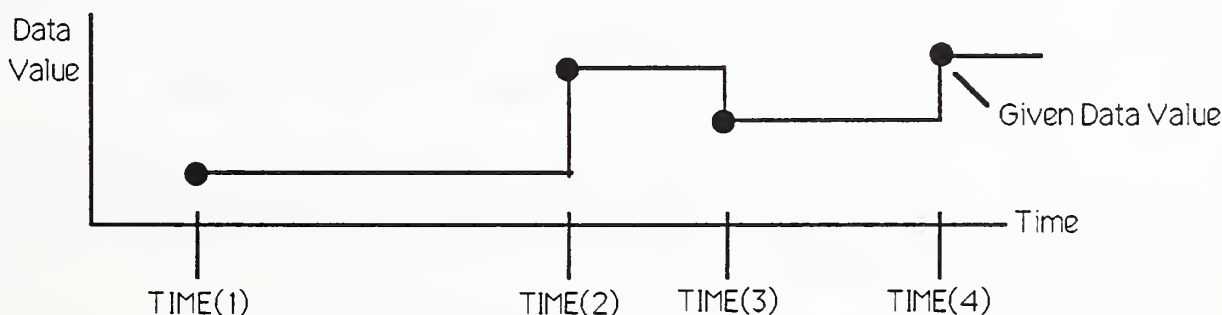 Data
Value
Given Data Value
Time
TIME(1)
TIME(2)
TIME(3)
TIME(4)